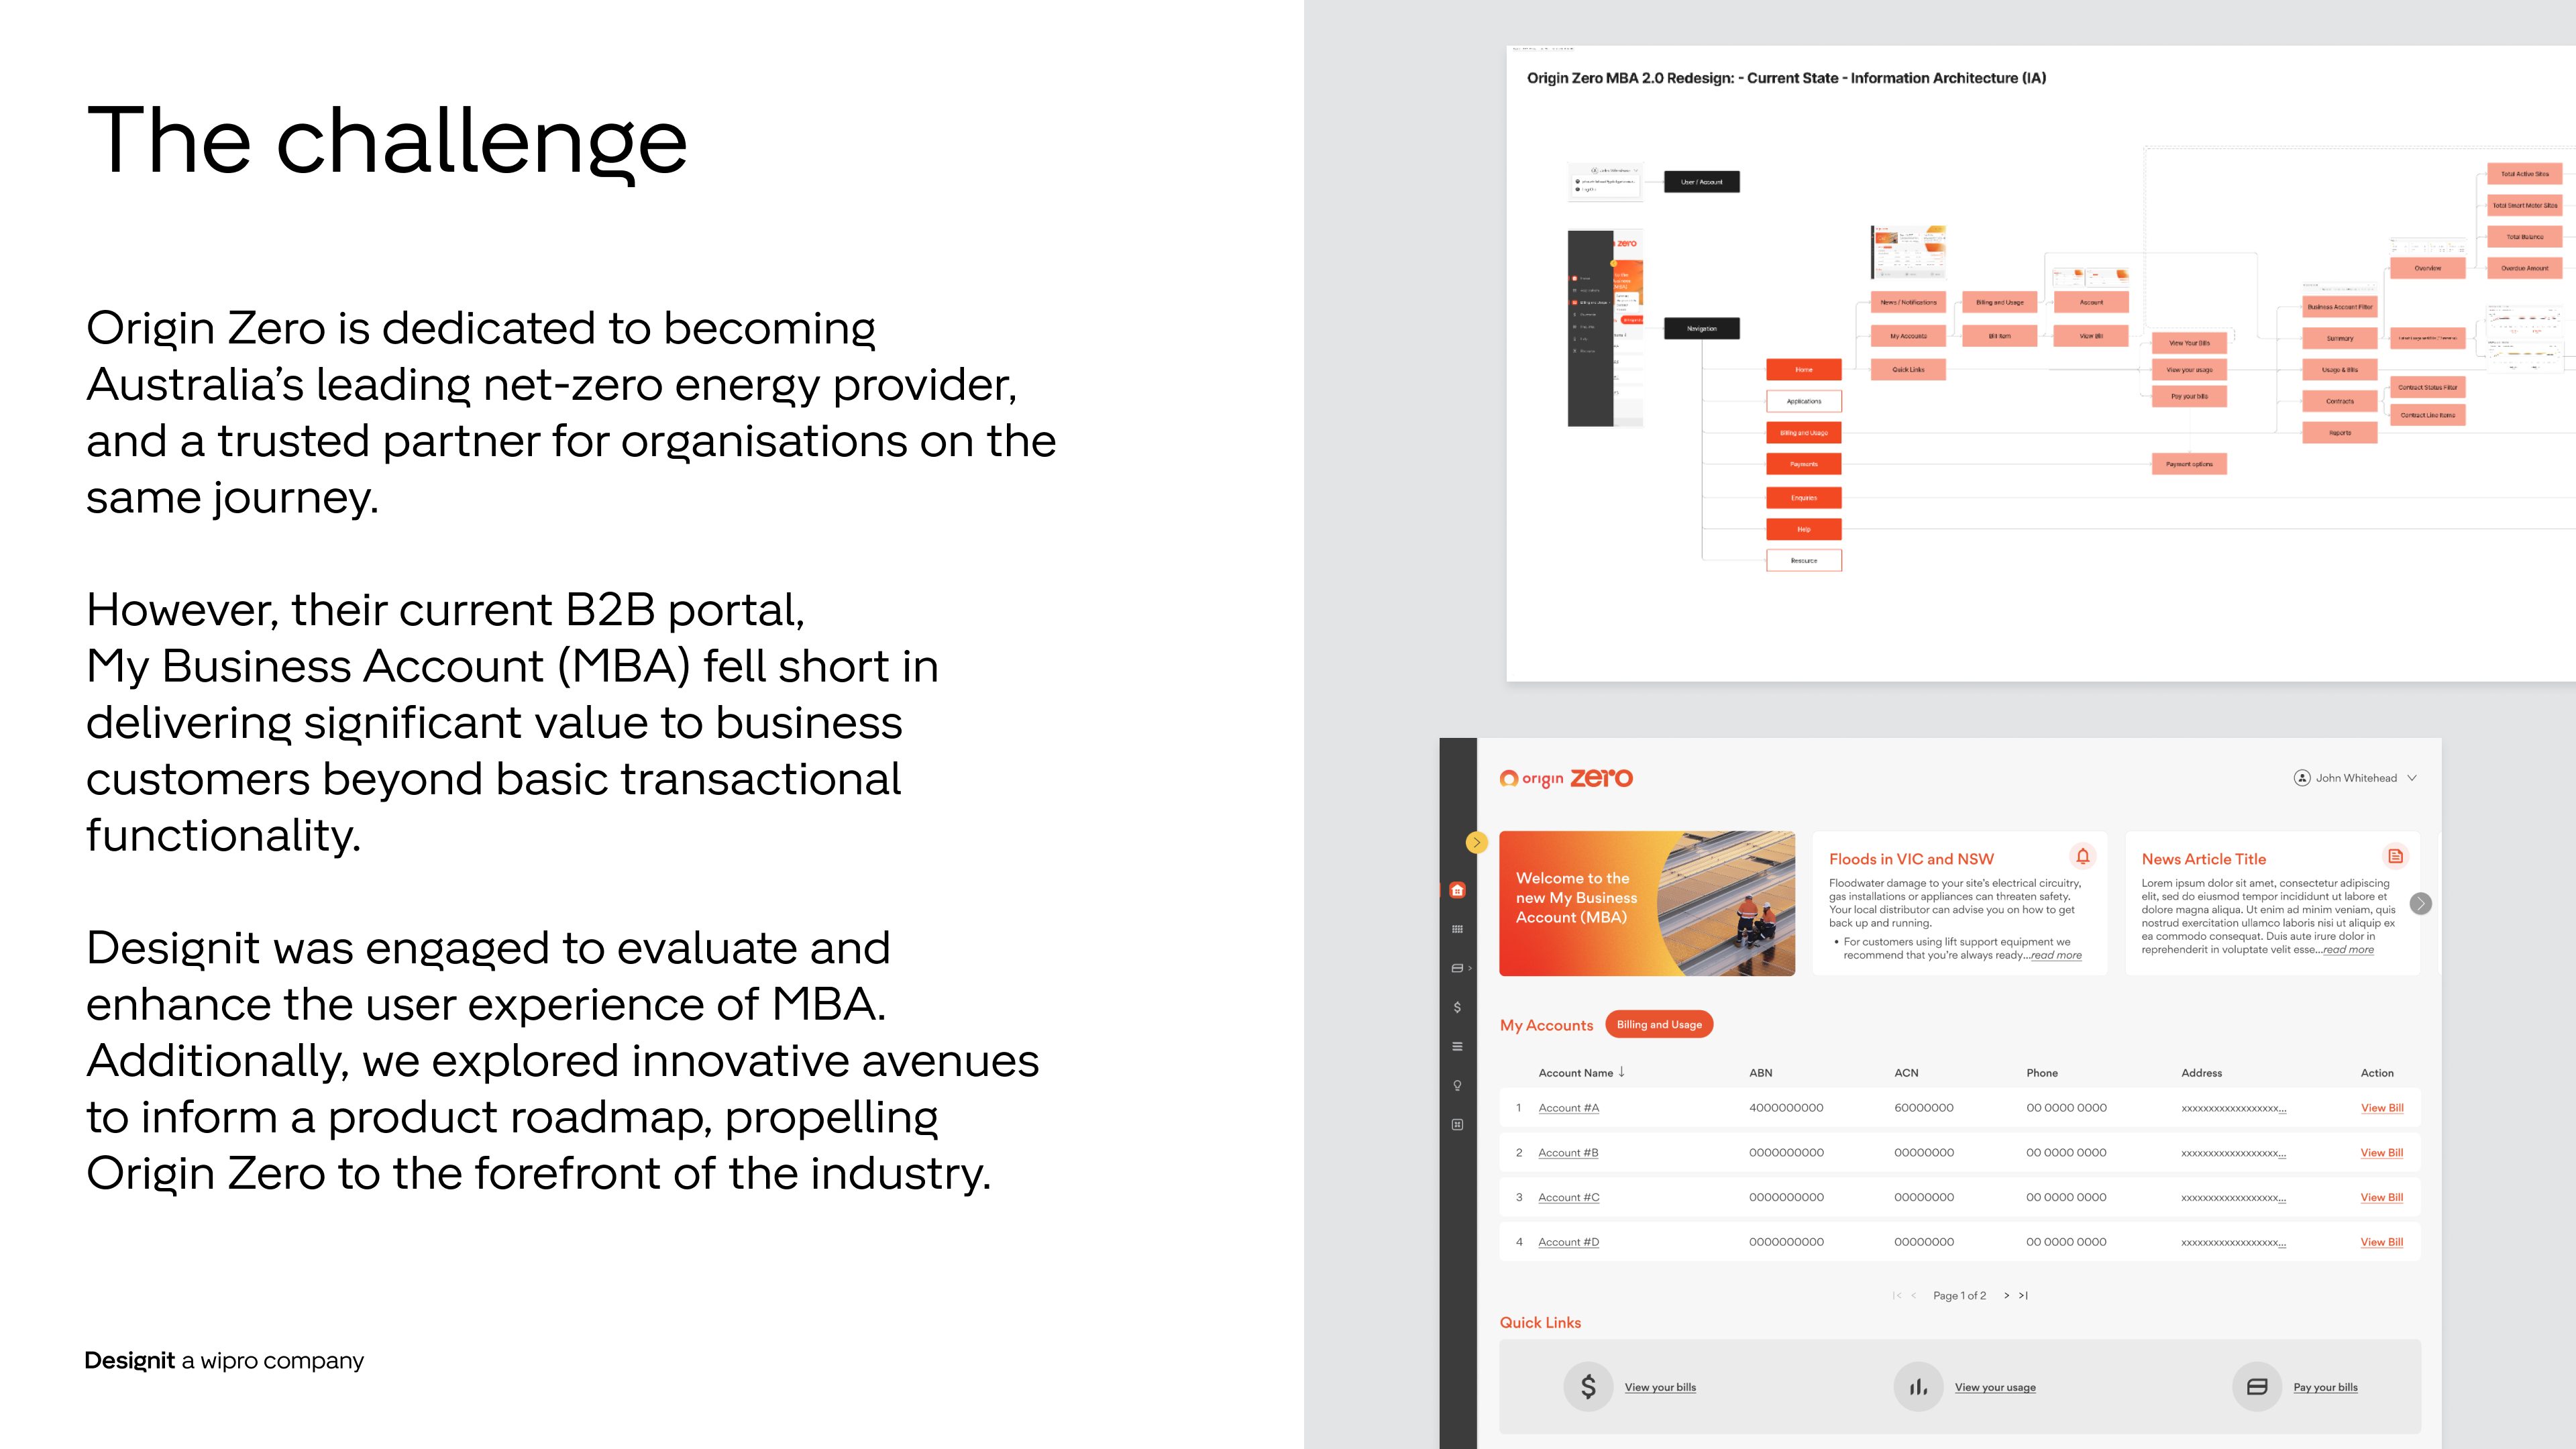 The challenge
Origin Zero is dedicated to becoming
Australia's leading net-zero energy provider,
and a trusted partner for organisations on the
same journey.
However, their current B2B portal,
My Business Account (MBA) fell short in
delivering significant value to business
customers beyond basic transactional
functionality.
Designit was engaged to evaluate and
enhance the user experience of MBA.
Additionally, we explored innovative avenues
to inform a product roadmap, propelling
Origin Zero to the forefront of the industry.
Designit a wipro company
Origin Zero MBA 2.0 Redesign: - Current State - Information Architecture (IA)
John Whitehead
User / Account
zero
Navigation
Home
Applications
Billing and Usage
Payments
Enquiries
Help
Resource
News / Notifications
My Accounts
Quick Links
Billing and Usage
Bill Item
Account
View Bill
View Your Bills
View your usage
Pay your bills
Payment options
Business Account Filter
Summary
Usage & Bills
Contracts
Reports
Overview
Contract Status Filter
Contract Line Items
Total Active Sites
Total Smart Meter Sites
Total Balance
Overdue Amount
origin zero
John Whitehead
Welcome to the
new My Business
Account (MBA)
Floods in VIC and NSW
Floodwater damage to your site's electrical circuitry,
gas installations or appliances can threaten safety.
Your local distributor can advise you on how to get
back up and running.
• For customers using lift support equipment we
recommend that you're always ready...read more
News Article Title
Lorem ipsum dolor sit amet, consectetur adipiscing
elit, sed do eiusmod tempor incididunt ut labore et
dolore magna aliqua. Ut enim ad minim veniam, quis
nostrud exercitation ullamco laboris nisi ut aliquip ex
ea commodo consequat. Duis aute irure dolor in
reprehenderit in voluptate velit esse...read more
My Accounts Billing and Usage
Account Name ↓ ABN ACN Phone Address Action
1 Account #A 4000000000 60000000 00 0000 0000 xxxxxxxxxxxxxxxxxx... View Bill
2 Account #B 0000000000 00000000 00 0000 0000 xxxxxxxxxxxxxxxxxx... View Bill
3 Account #C 0000000000 00000000 00 0000 0000 xxxxxxxxxxxxxxxxxx... View Bill
4 Account #D 0000000000 00000000 00 0000 0000 xxxxxxxxxxxxxxxxxx... View Bill
Page 1 of 2
Quick Links
View your bills
View your usage
Pay your bills